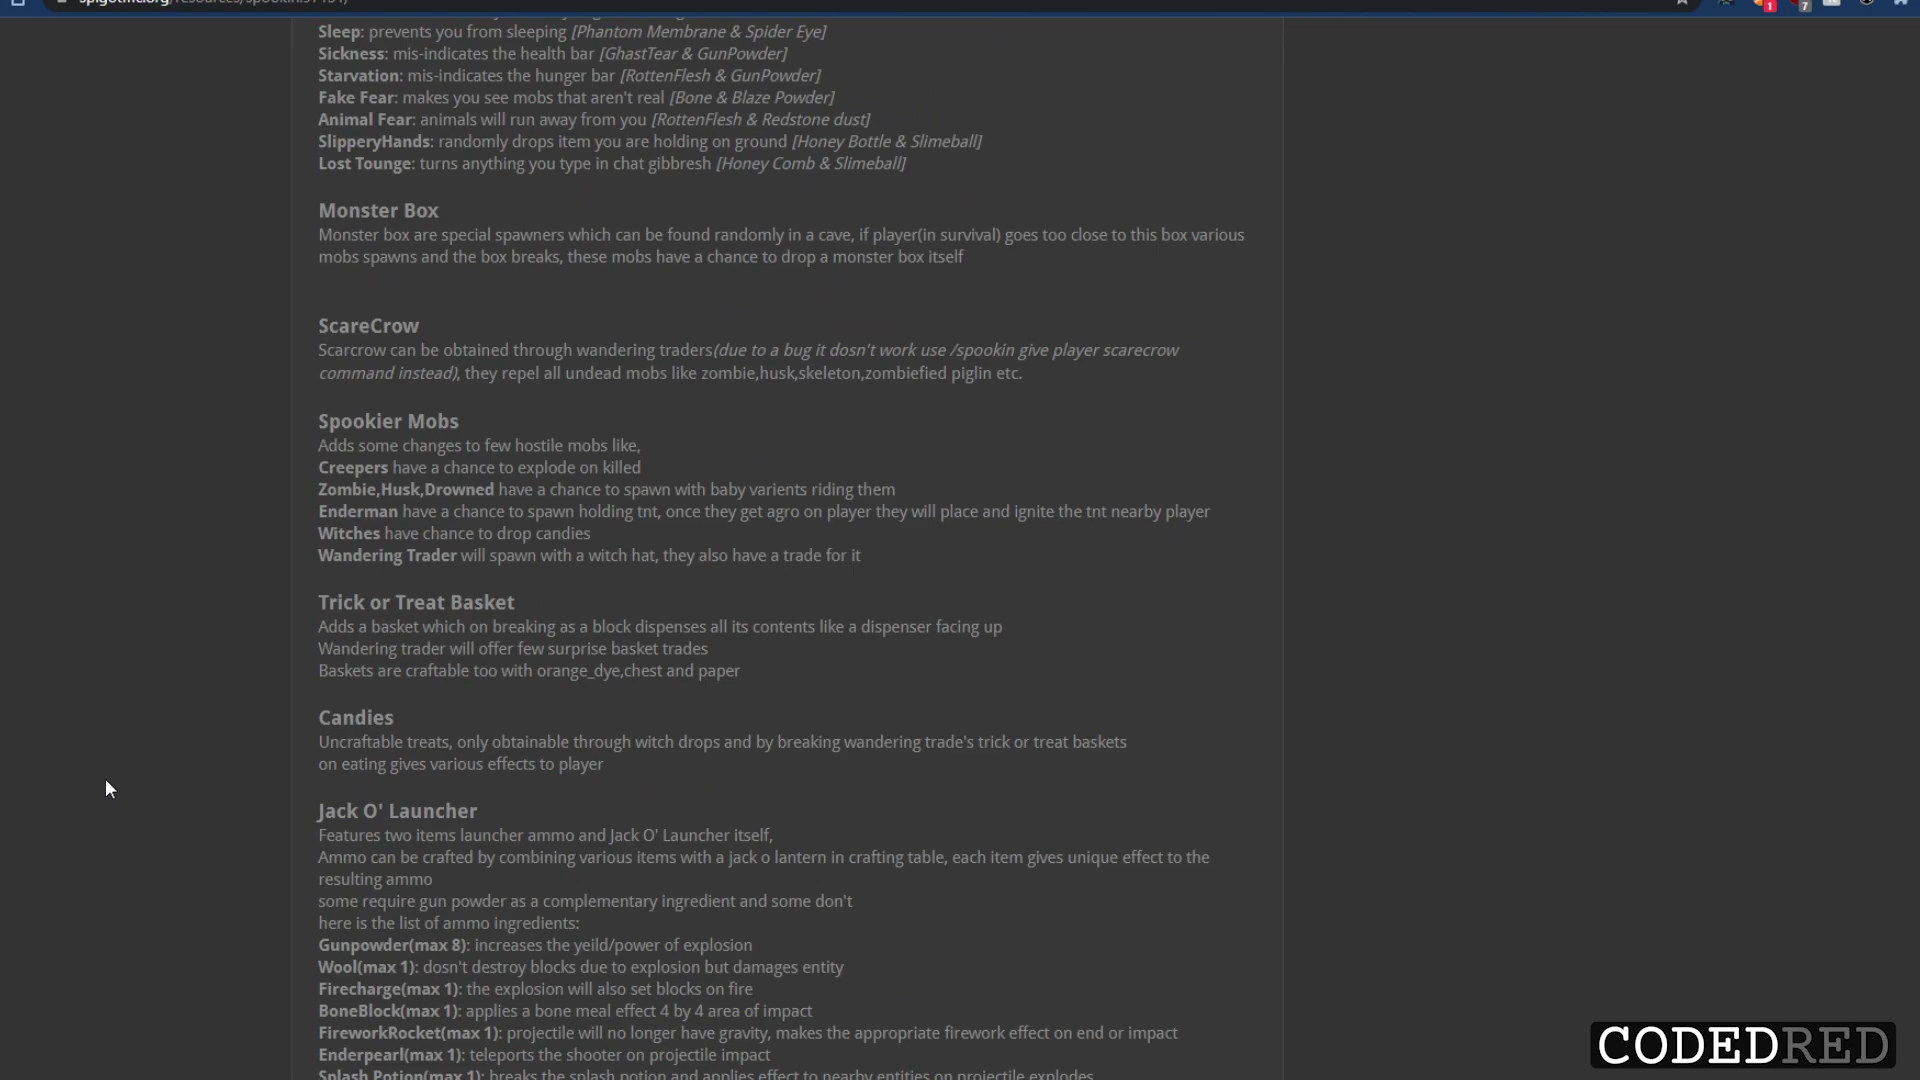 Sleep: prevents you from sleeping [Phantom Membrane & Spider Eye]
Sickness: mis-indicates the health bar [GhastTear & GunPowder]
Starvation: mis-indicates the hunger bar [RottenFlesh & GunPowder]
Fake Fear: makes you see mobs that aren't real [Bone & Blaze Powder]
Animal Fear: animals will run away from you [RottenFlesh & Redstone dust]
SlipperyHands: randomly drops item you are holding on ground [Honey Bottle & Slimeball]
Lost Tounge: turns anything you type in chat gibbresh [Honey Comb & Slimeball]
Monster Box
Monster box are special spawners which can be found randomly in a cave, if player(in survival) goes too close to this box various
mobs spawns and the box breaks, these mobs have a chance to drop a monster box itself
ScareCrow
Scarcrow can be obtained through wandering traders(due to a bug it dosn't work use /spookin give player scarecrow
command instead), they repel all undead mobs like zombie,husk,skeleton,zombiefied piglin etc.
Spookier Mobs
Adds some changes to few hostile mobs like,
Creepers have a chance to explode on killed
Zombie,Husk,Drowned have a chance to spawn with baby varients riding them
Enderman have a chance to spawn holding tnt, once they get agro on player they will place and ignite the tnt nearby player
Witches have chance to drop candies
Wandering Trader will spawn with a witch hat, they also have a trade for it
Trick or Treat Basket
Adds a basket which on breaking as a block dispenses all its contents like a dispenser facing up
Wandering trader will offer few surprise basket trades
Baskets are craftable too with orange_dye,chest and paper
Candies
Uncraftable treats, only obtainable through witch drops and by breaking wandering trade's trick or treat baskets
on eating gives various effects to player
Jack O' Launcher
Features two items launcher ammo and Jack O' Launcher itself,
Ammo can be crafted by combining various items with a jack o lantern in crafting table, each item gives unique effect to the
resulting ammo
some require gun powder as a complementary ingredient and some don't
here is the list of ammo ingredients:
Gunpowder(max 8): increases the yeild/power of explosion
Wool(max 1): dosn't destroy blocks due to explosion but damages entity
Firecharge(max 1): the explosion will also set blocks on fire
BoneBlock(max 1): applies a bone meal effect 4 by 4 area of impact
FireworkRocket(max 1): projectile will no longer have gravity, makes the appropriate firework effect on end or impact
Enderpearl(max 1): teleports the shooter on projectile impact
Splash Potion(max 1): breaks the splash potion and applies effect to nearby entities on projectile explodes
CODEDRED
1
7